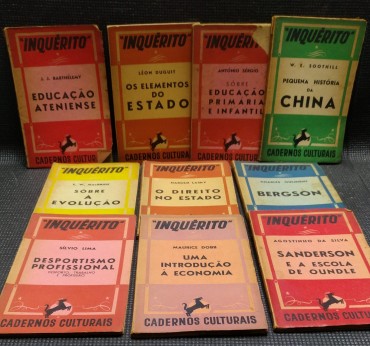 "INQUÉRITO"
J. J. BARTHÉLEMY
EDUCAÇÃO
ATENIENSE
CADERNOS CULTURAIS
"INQUÉRITO"
LÉON DUGUIT
OS ELEMENTOS
DO
ESTADO
CADERNOS CULTURAIS
"INQUÉRITO"
ANTÓNIO SÉRGIO
SÔBRE
EDUCAÇÃO
PRIMÁRIA
E INFANTIL
CADERNOS CULTURAIS
"INQUÉRITO"
W. E. SOOTHILL
PEQUENA HISTÓRIA
DA
CHINA
CADERNOS CULTURAIS
"INQUÉRITO"
SÔBRE
A
EVOLUÇÃO
"INQUÉRITO"
O DIREITO
NO ESTADO
"INQUÉRITO"
BERGSON
"INQUÉRITO"
SÍLVIO LIMA
DESPORTISMO
PROFISSIONAL
CADERNOS CULTURAIS
"INQUÉRITO"
MAURICE DOBB
UMA
INTRODUÇÃO
À ECONOMIA
CADERNOS CULTURAIS
"INQUÉRITO"
AGOSTINHO DA SILVA
SANDERSON
E A ESCOLA
DE OUNDLE
CADERNOS CULTURAIS